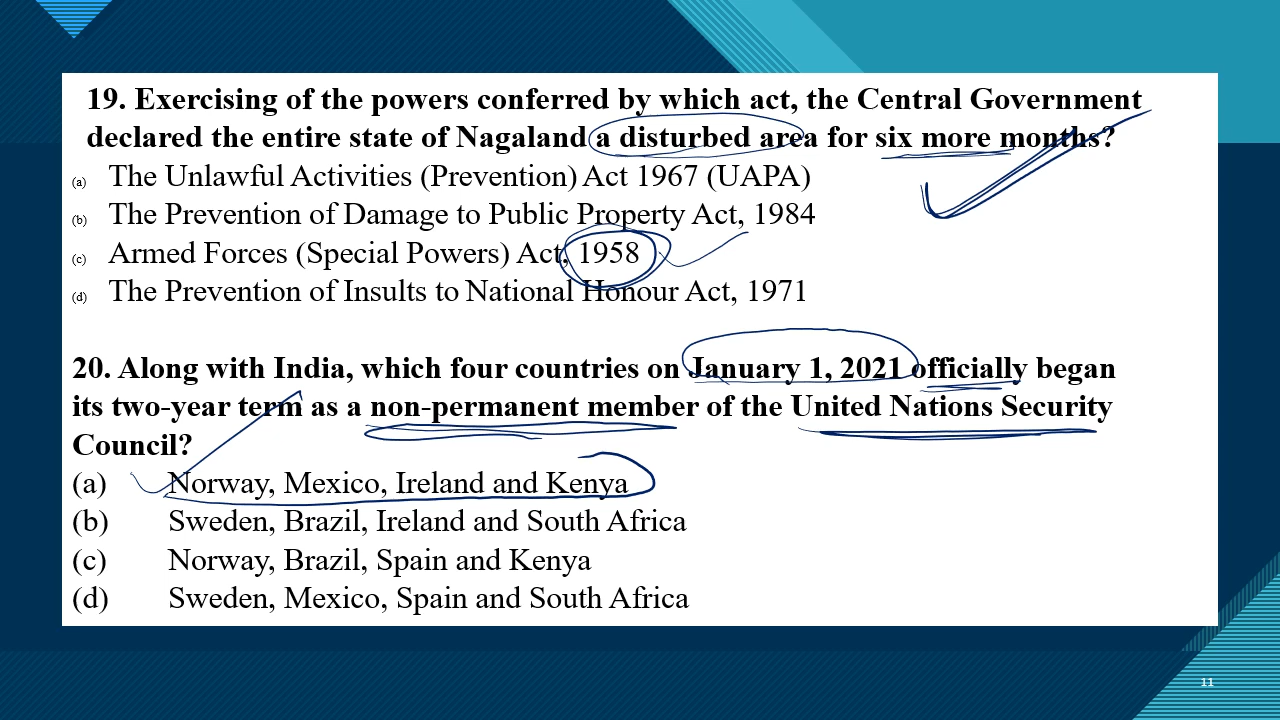 19. Exercising of the powers conferred by which act, the Central Government
declared the entire state of Nagaland a disturbed area for six more months?
(a) The Unlawful Activities (Prevention) Act 1967 (UAPA)
(b) The Prevention of Damage to Public Property Act, 1984
(c) Armed Forces (Special Powers) Act, 1958
(d) The Prevention of Insults to National Honour Act, 1971
20. Along with India, which four countries on January 1, 2021 officially began
its two-year term as a non-permanent member of the United Nations Security
Council?
(a) Norway, Mexico, Ireland and Kenya
(b) Sweden, Brazil, Ireland and South Africa
(c) Norway, Brazil, Spain and Kenya
(d) Sweden, Mexico, Spain and South Africa
11